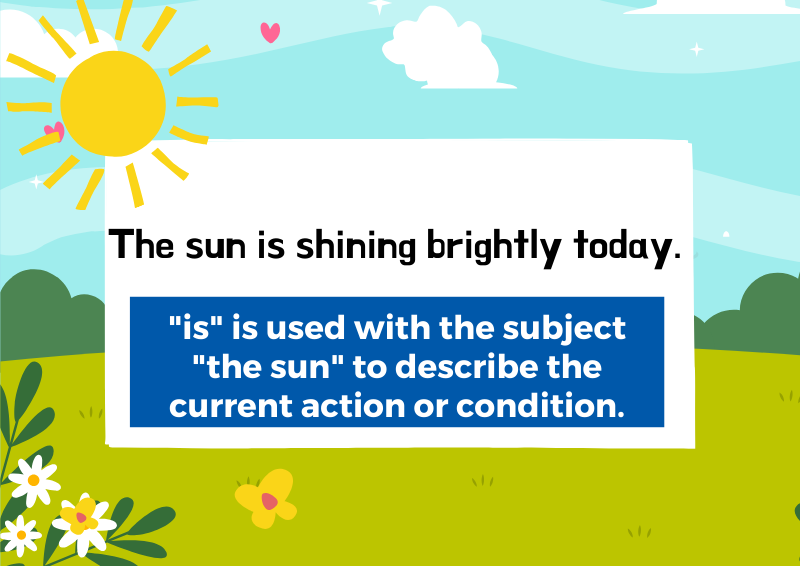 The sun is shining brightly today.
"is" is used with the subject
"the sun" to describe the
current action or condition.